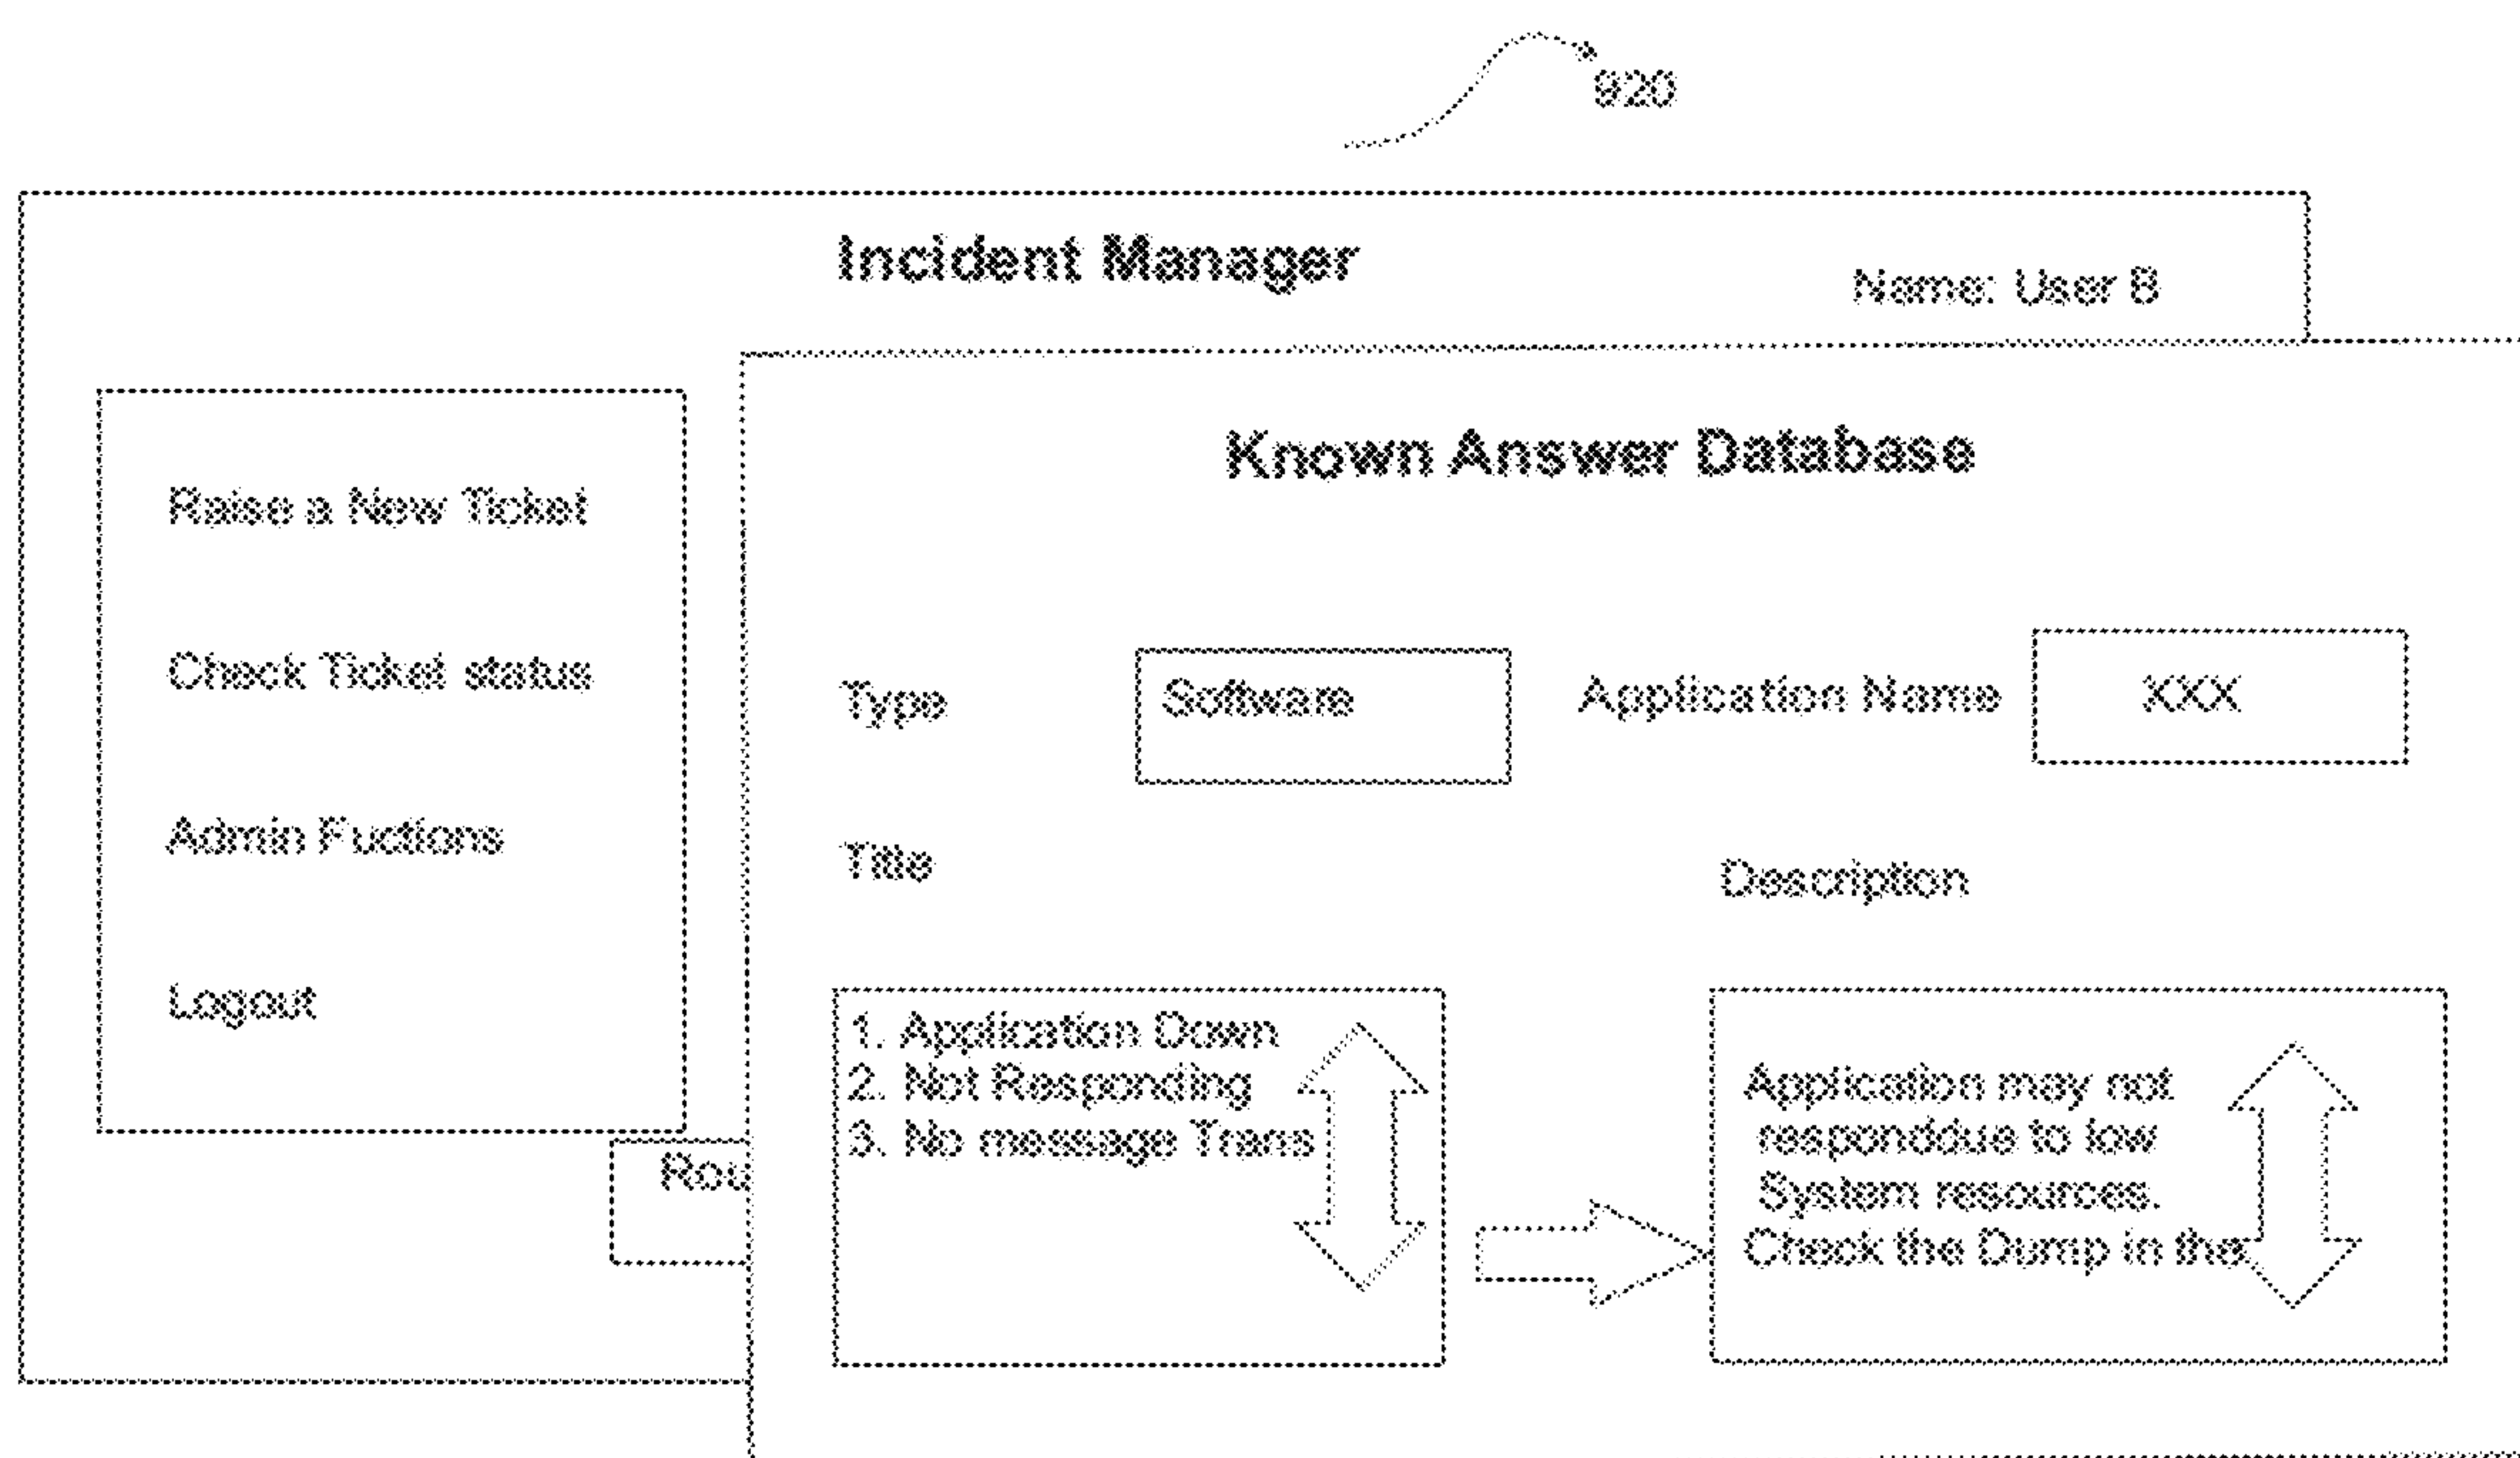 920
Incident Manager
Name: User B
Known Answer Database
Raise a New Ticket
Check Ticket status
Admin Fuctions
Logout
Rou
Type
Software
Application Name
XXX
Title
Description
1. Application Down
2. Not Responding
3. No message Trans
Application may not
responddue to low
System resources.
Check the Dump in the